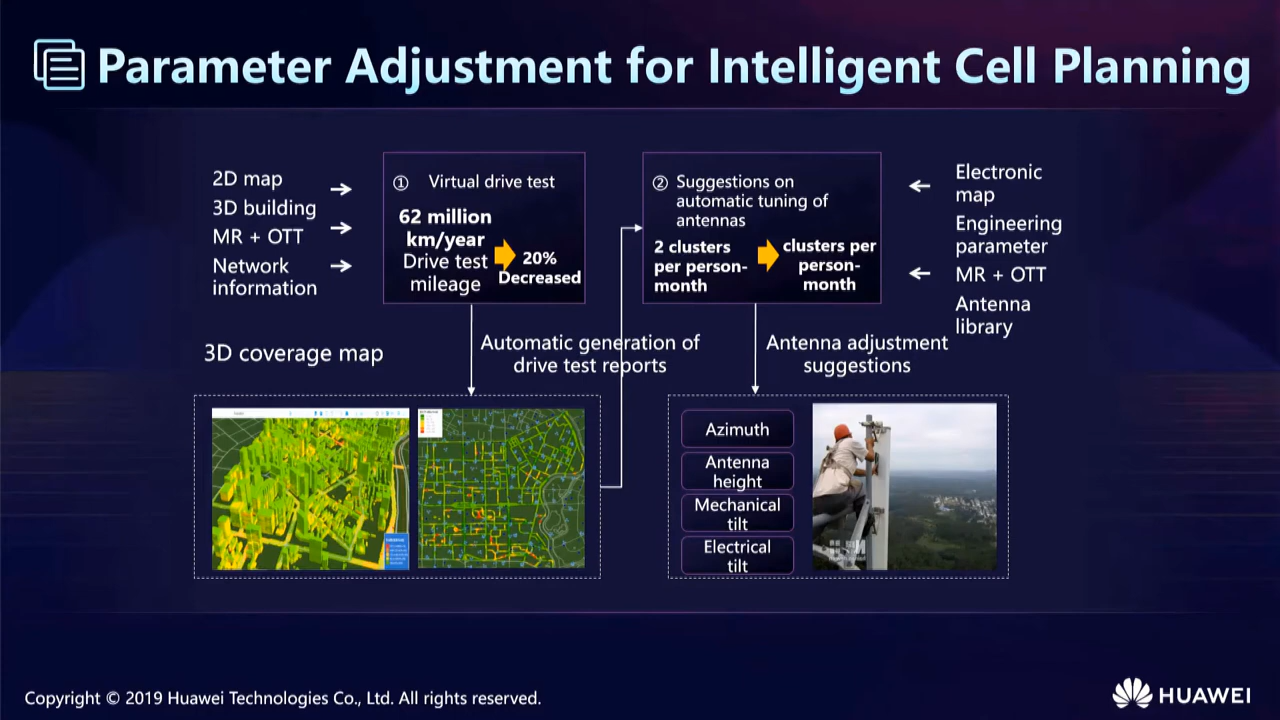 Parameter Adjustment for Intelligent Cell Planning
2D map
3D building
MR + OTT
Network
information
① Virtual drive test
62 million
km/year
Drive test
mileage
20%
Decreased
② Suggestions on
automatic tuning of
antennas
2 clusters
per person-
month
clusters per
person-
month
Electronic
map
Engineering
parameter
MR + OTT
Antenna
library
3D coverage map
Automatic generation of
drive test reports
Antenna adjustment
suggestions
Azimuth
Antenna
height
Mechanical
tilt
Electrical
tilt
Copyright © 2019 Huawei Technologies Co., Ltd. All rights reserved.
HUAWEI